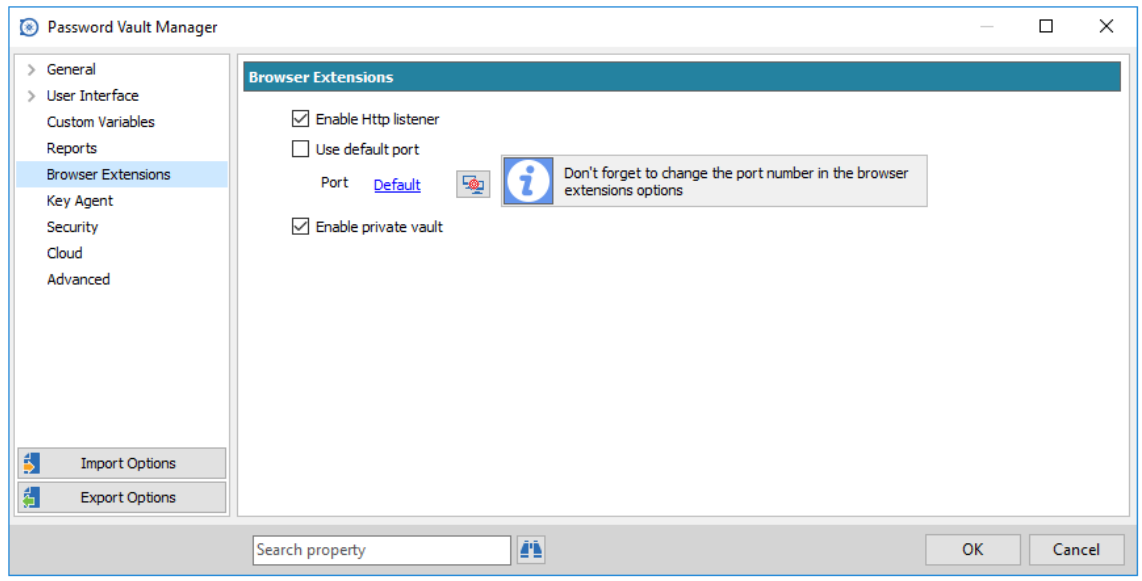 Password Vault Manager
General
User Interface
Custom Variables
Reports
Browser Extensions
Key Agent
Security
Cloud
Advanced
Import Options
Export Options
Browser Extensions
Enable Http listener
Use default port
Port Default
Don't forget to change the port number in the browser
extensions options
Enable private vault
Search property
OK Cancel